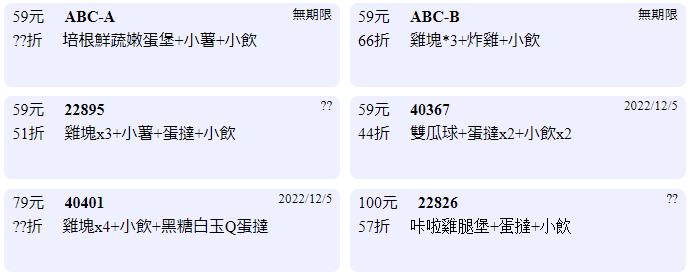 59元 ABC-A 無期限
??折 培根鮮蔬嫩蛋堡+小薯+小飲
59元 ABC-B 無期限
66折 雞塊*3+炸雞+小飲
59元 22895 ??
51折 雞塊x3+小薯+蛋撻+小飲
59元 40367 2022/12/5
44折 雙瓜球+蛋撻x2+小飲x2
79元 40401 2022/12/5
??折 雞塊x4+小飲+黑糖白玉Q蛋撻
100元 22826 ??
57折 咔啦雞腿堡+蛋撻+小飲